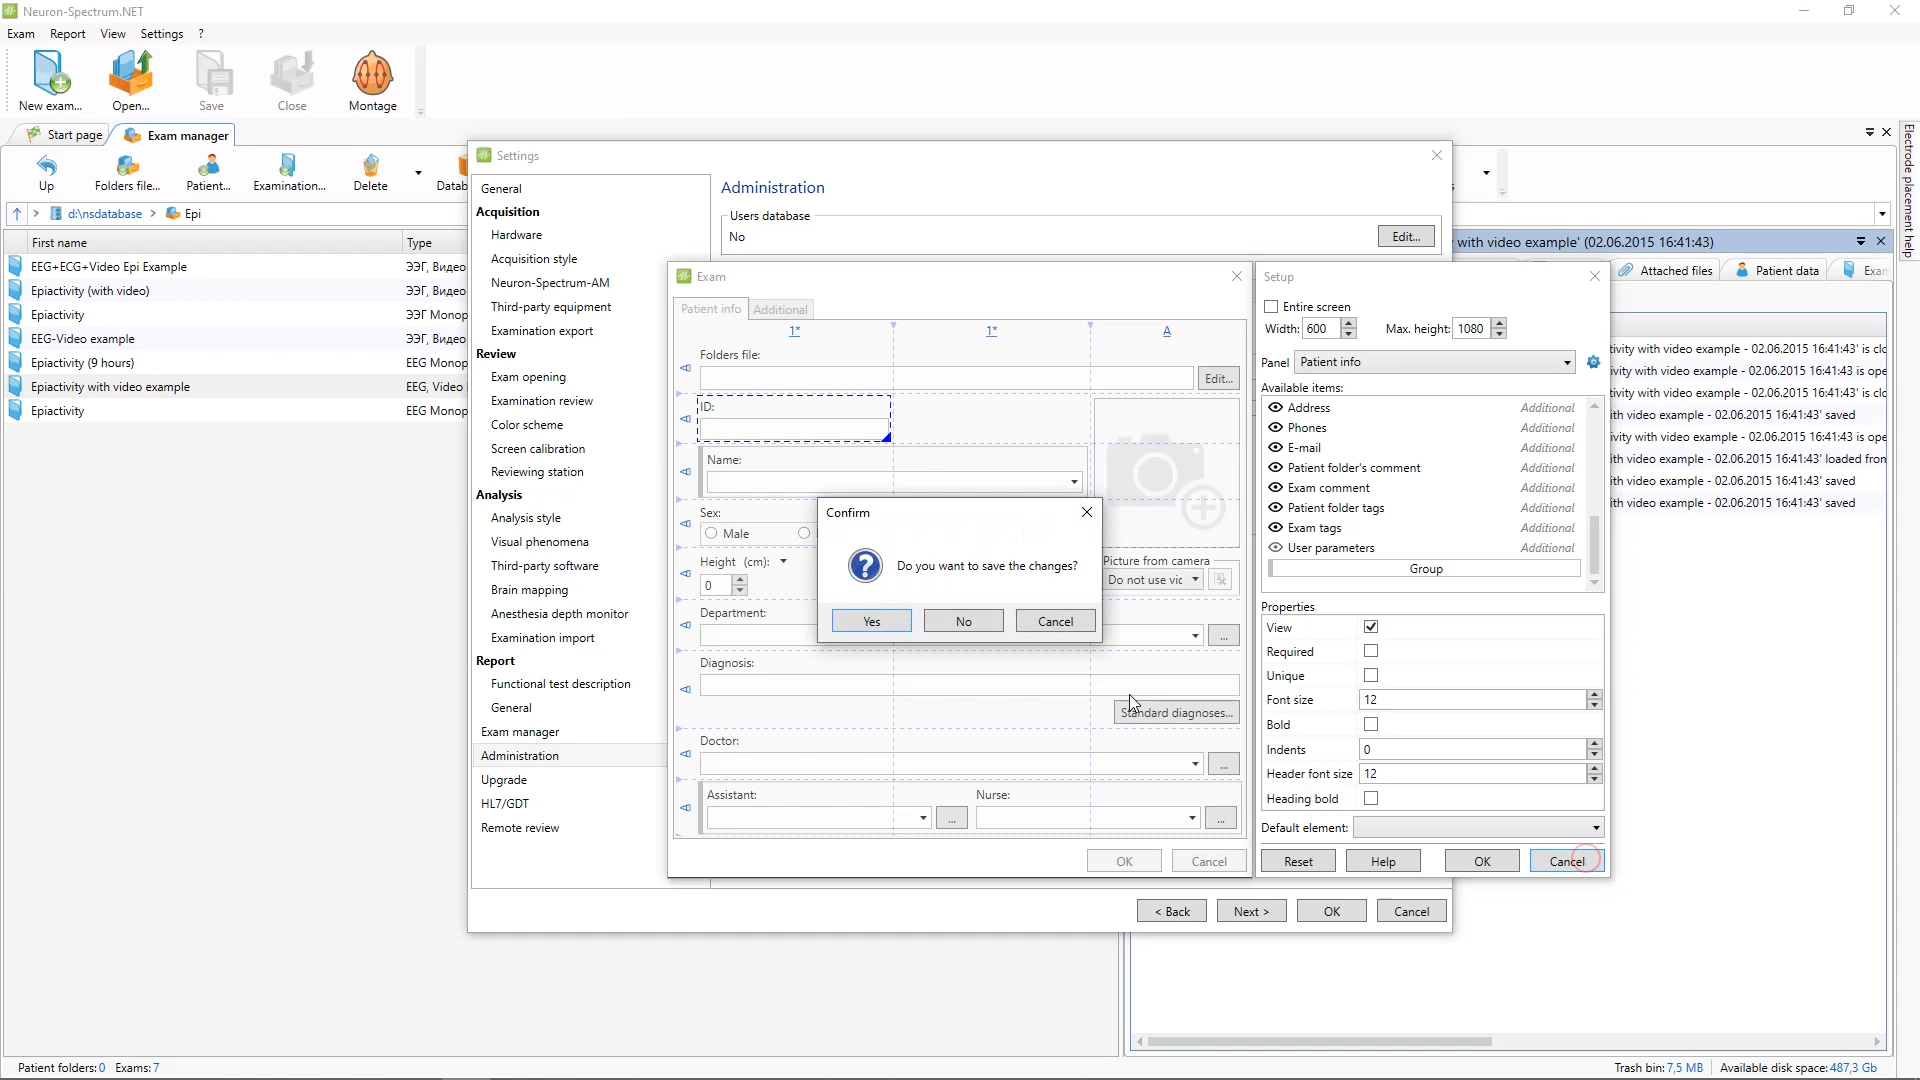 Neuron-Spectrum.NET
Exam Report View Settings ?
New exam... Open... Save Close Montage
Start page Exam manager
Up Folders file... Patient... Examination... Delete
d:\nsdatabase > Epi
First name Type
EEG+ECG+Video Epi Example ЭЭГ, Видео
Epiactivity (with video) ЭЭГ, Видео
Epiactivity ЭЭГ Моnор
EEG-Video example ЭЭГ, Видео
Epiactivity (9 hours) EEG Monop
Epiactivity with video example EEG, Video
Epiactivity EEG Monop
Settings
General
Acquisition
Hardware
Acquisition style
Neuron-Spectrum-AM
Third-party equipment
Examination export
Review
Exam opening
Examination review
Color scheme
Screen calibration
Reviewing station
Analysis
Analysis style
Visual phenomena
Third-party software
Brain mapping
Anesthesia depth monitor
Examination import
Report
Functional test description
General
Exam manager
Administration
Upgrade
HL7/GDT
Remote review
Administration
Users database
No Edit...
Exam
Patient info Additional
1* 1* A
Folders file:
Edit...
ID:
Name:
Sex:
Male
Height (cm):
0
Picture from camera
Do not use vic
Department:
...
Diagnosis:
Standard diagnoses...
Doctor:
...
Assistant: Nurse:
... ...
OK Cancel
Confirm
Do you want to save the changes?
Yes No Cancel
Setup
Entire screen
Width: 600 Max. height: 1080
Panel Patient info
Available items:
Address Additional
Phones Additional
E-mail Additional
Patient folder's comment Additional
Exam comment Additional
Patient folder tags Additional
Exam tags Additional
User parameters Additional
Group
Properties
View
Required
Unique
Font size 12
Bold
Indents 0
Header font size 12
Heading bold
Default element:
Reset Help OK Cancel
< Back Next > OK Cancel
with video example' (02.06.2015 16:41:43)
Attached files Patient data
ivity with video example - 02.06.2015 16:41:43' is clo
ivity with video example - 02.06.2015 16:41:43 is ope
ivity with video example - 02.06.2015 16:41:43' is clo
ith video example - 02.06.2015 16:41:43' saved
ivity with video example - 02.06.2015 16:41:43 is ope
ith video example - 02.06.2015 16:41:43' loaded from
ith video example - 02.06.2015 16:41:43' saved
ith video example - 02.06.2015 16:41:43' saved
Electrode placement help
Patient folders: 0 Exams: 7
Trash bin: 7,5 MB Available disk space: 487,3 Gb